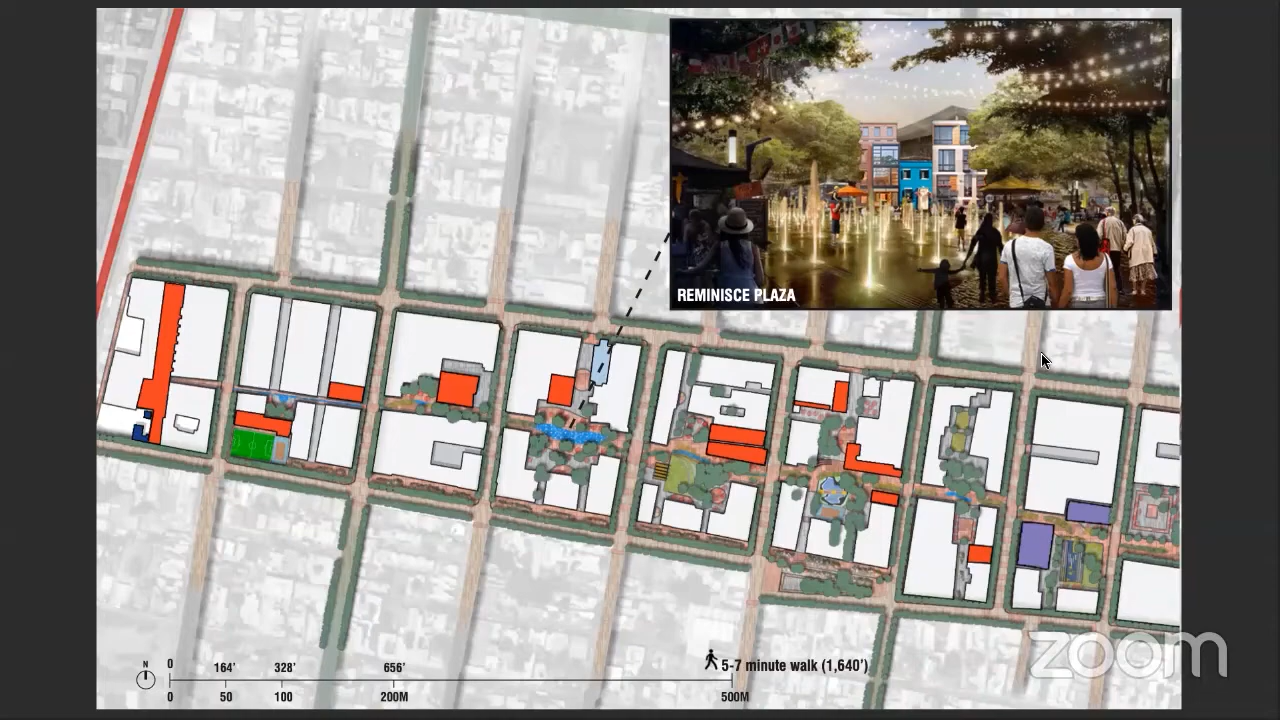 REMINISCE PLAZA
N
0 164' 328' 656' 5-7 minute walk (1,640')
0 50 100 200M 500M
zoom